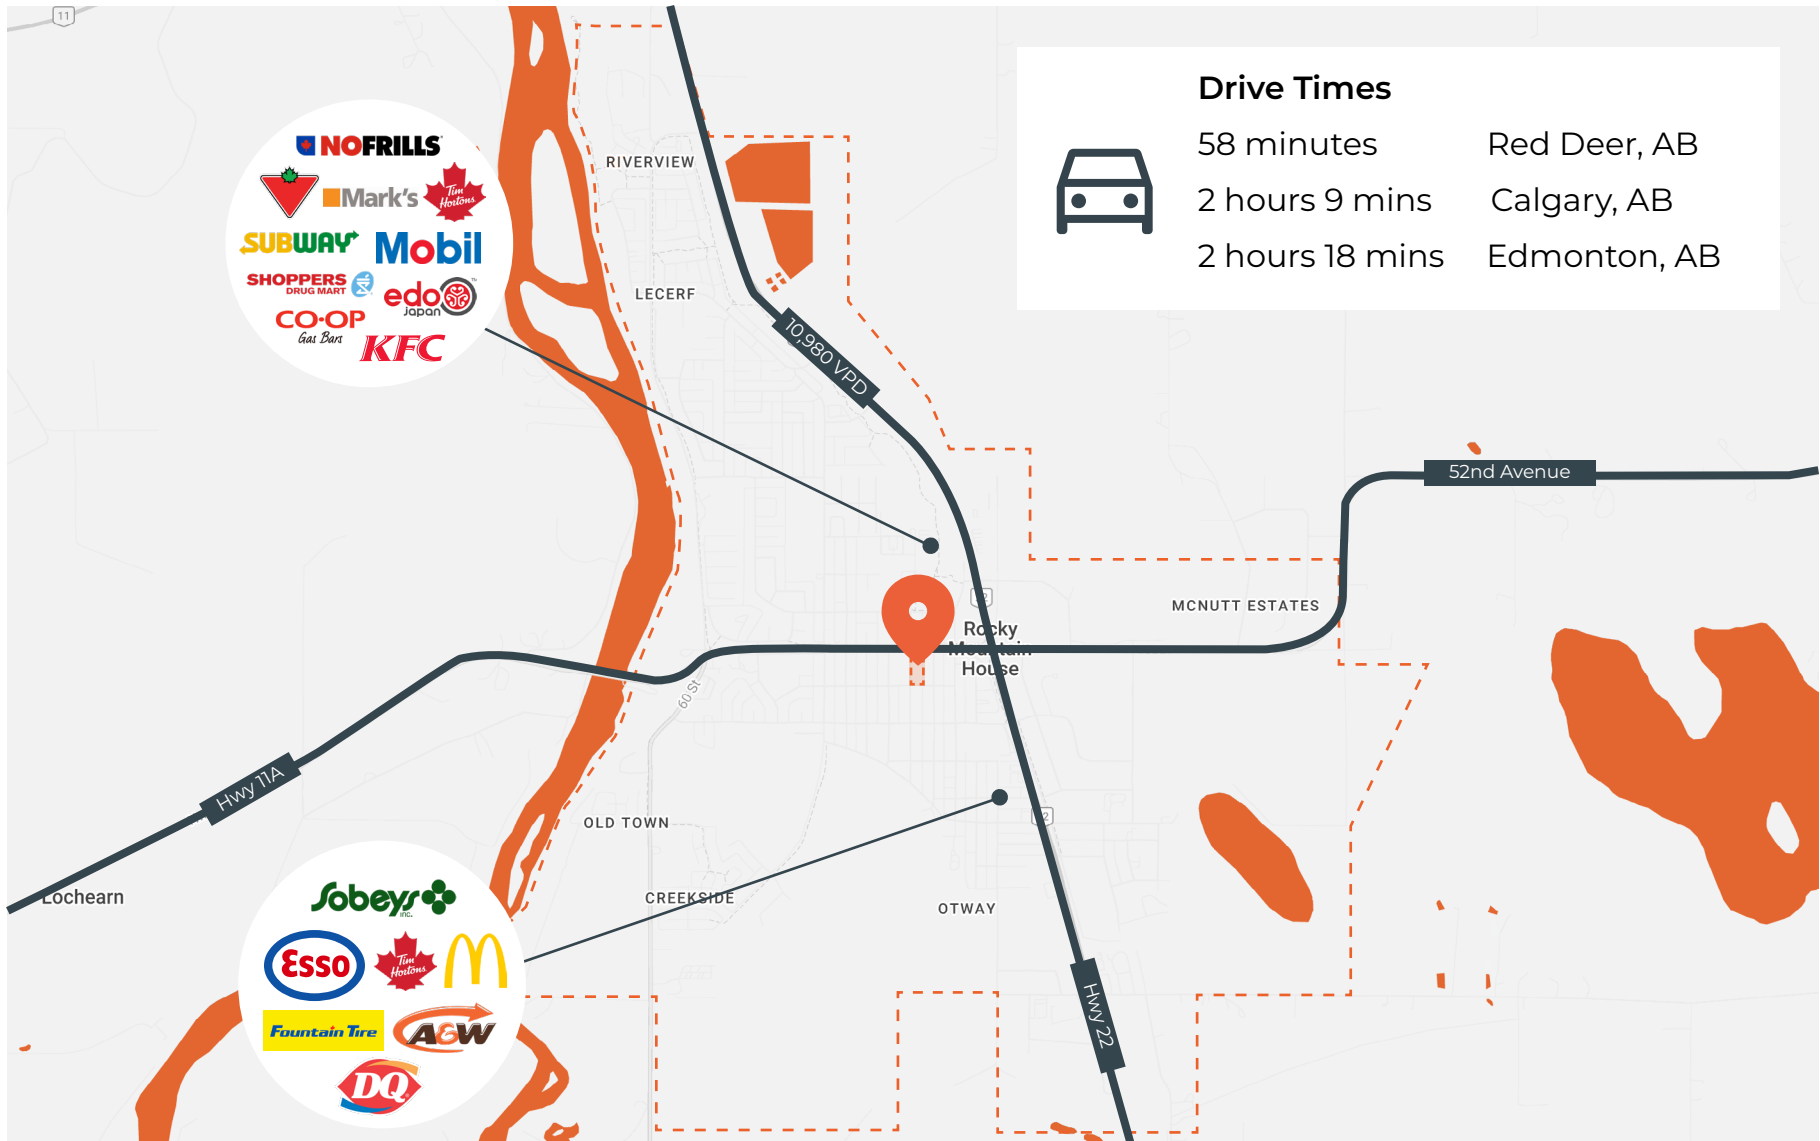 11
Drive Times
58 minutes Red Deer, AB
2 hours 9 mins Calgary, AB
2 hours 18 mins Edmonton, AB
NOFRILLS
Mark's
Tim Hortons
SUBWAY
Mobil
SHOPPERS
DRUG MART
edo
japan
CO·OP
Gas Bars
KFC
RIVERVIEW
LECERF
10,980 VPD
52nd Avenue
MCNUTT ESTATES
Rocky
Mountain
House
60 St
Hwy 11A
OLD TOWN
Lochearn
CREEKSIDE
OTWAY
Hwy 22
Sobeys
INC.
Esso
Tim Hortons
Fountain Tire
A&W
DQ